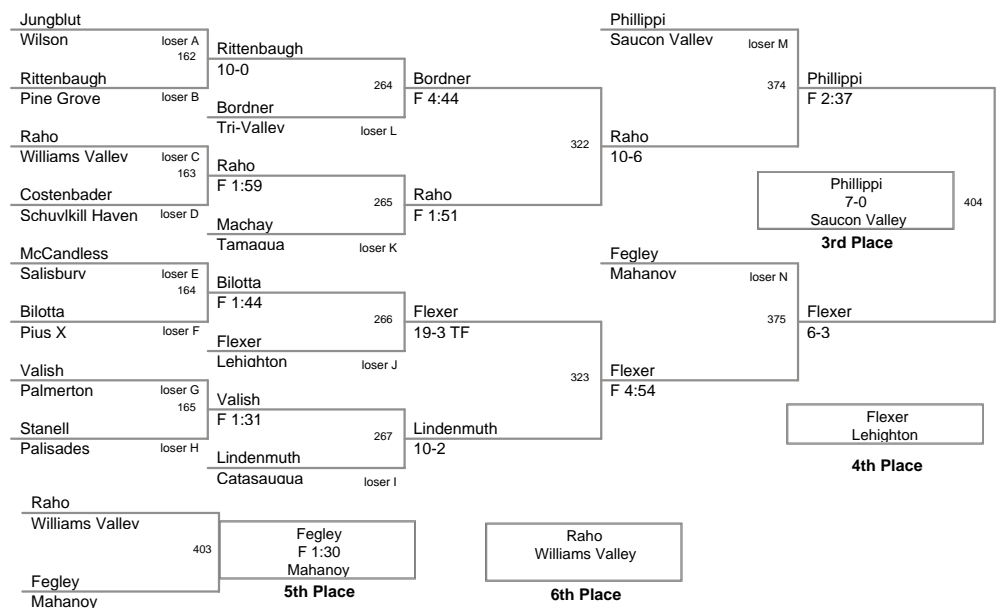 Jungblut
Wilson
loser A
162
Rittenbaugh
Pine Grove
loser B
Raho
Williams Valley
loser C
163
Costenbader
Schuylkill Haven
loser D
McCandless
Salisbury
loser E
164
Bilotta
Pius X
loser F
Valish
Palmerton
loser G
165
Stanell
Palisades
loser H
Rittenbaugh
10-0
264
Bordner
Tri-Valley
loser L
Raho
F 1:59
265
Machay
Tamaqua
loser K
Bilotta
F 1:44
266
Flexer
Lehighton
loser J
Valish
F 1:31
267
Lindenmuth
Catasauqua
loser I
Bordner
F 4:44
322
Raho
F 1:51
Flexer
19-3 TF
323
Lindenmuth
10-2
Phillippi
Saucon Valley
loser M
374
Raho
10-6
Fegley
Mahanoy
loser N
375
Flexer
F 4:54
Phillippi
F 2:37
404
Flexer
6-3
Phillippi
7-0
Saucon Valley
3rd Place
Flexer
Lehighton
4th Place
Raho
Williams Valley
403
Fegley
Mahanoy
Fegley
F 1:30
Mahanoy
5th Place
Raho
Williams Valley
6th Place